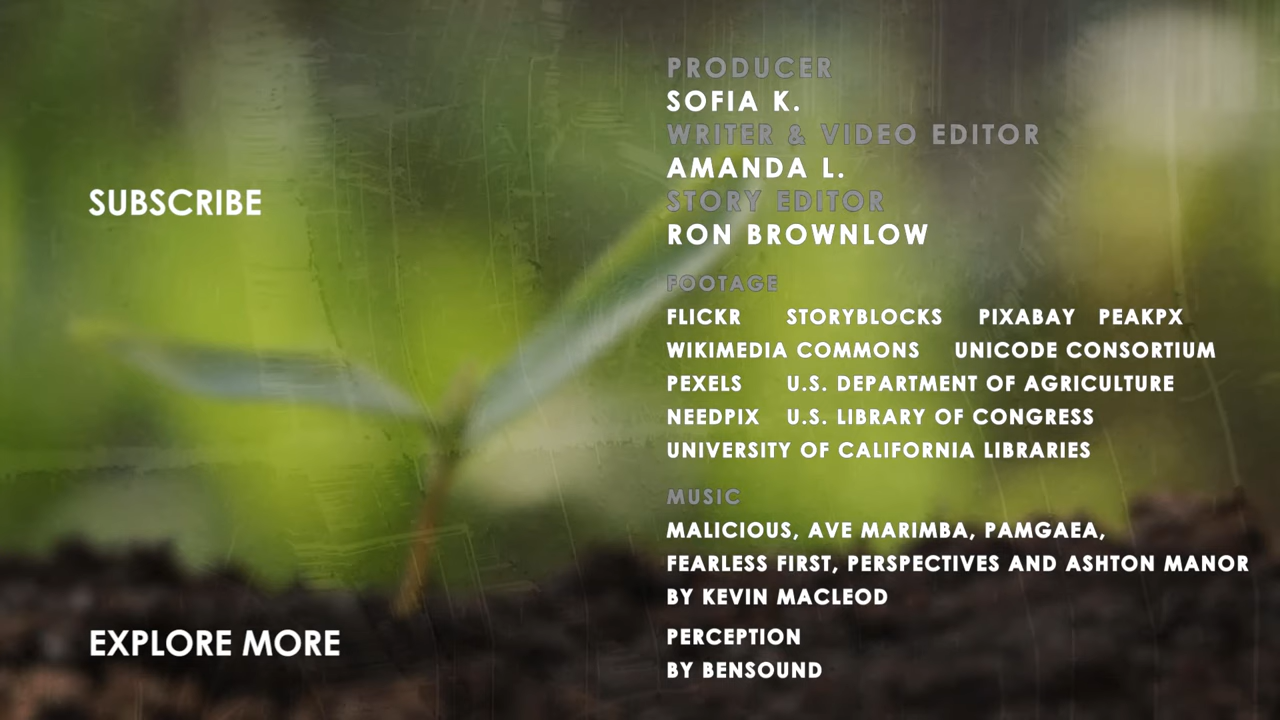 SUBSCRIBE
EXPLORE MORE
PRODUCER
SOFIA K.
WRITER & VIDEO EDITOR
AMANDA L.
STORY EDITOR
RON BROWNLOW
FOOTAGE
FLICKR STORYBLOCKS PIXABAY PEAKPX
WIKIMEDIA COMMONS UNICODE CONSORTIUM
PEXELS U.S. DEPARTMENT OF AGRICULTURE
NEEDPIX U.S. LIBRARY OF CONGRESS
UNIVERSITY OF CALIFORNIA LIBRARIES
MUSIC
MALICIOUS, AVE MARIMBA, PAMGAEA,
FEARLESS FIRST, PERSPECTIVES AND ASHTON MANOR
BY KEVIN MACLEOD
PERCEPTION
BY BENSOUND